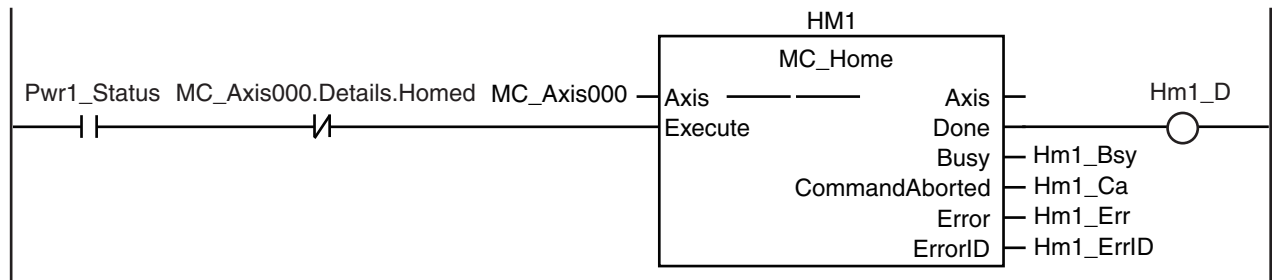 HM1
MC_Home
Pwr1_Status MC_Axis000.Details.Homed MC_Axis000 Axis Axis Hm1_D
Execute Done
Busy Hm1_Bsy
CommandAborted Hm1_Ca
Error Hm1_Err
ErrorID Hm1_ErrID